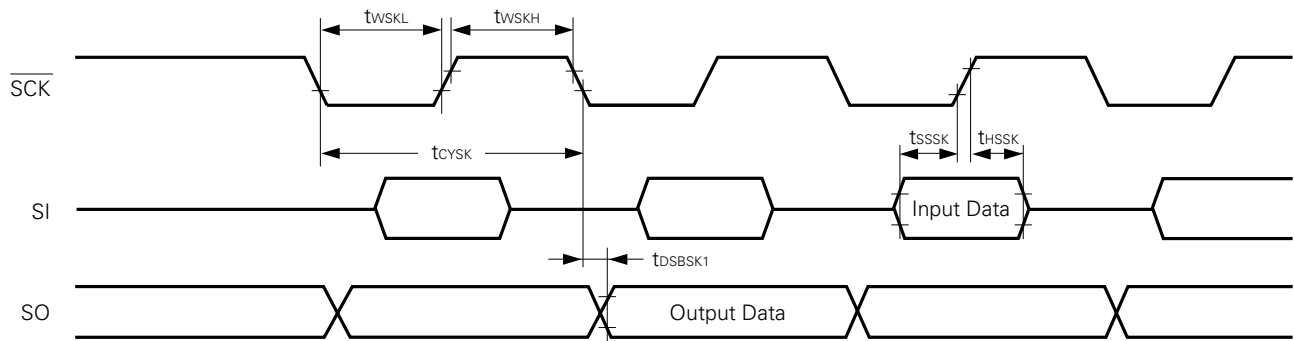 tWSKL tWSKH
SCK
tSSSK tHSSK
tCYSK
SI Input Data
tDSBSK1
SO Output Data